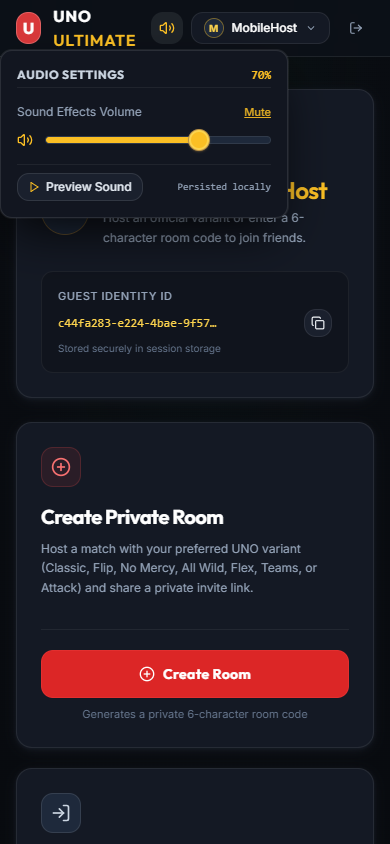 U
UNO
ULTIMATE
M
MobileHost
AUDIO SETTINGS
70%
Sound Effects Volume
Mute
Preview Sound
Persisted locally
Host
Host an official variant or enter a 6-
character room code to join friends.
GUEST IDENTITY ID
c44fa283-e224-4bae-9f57…
Stored securely in session storage
Create Private Room
Host a match with your preferred UNO variant
(Classic, Flip, No Mercy, All Wild, Flex, Teams, or
Attack) and share a private invite link.
Create Room
Generates a private 6-character room code